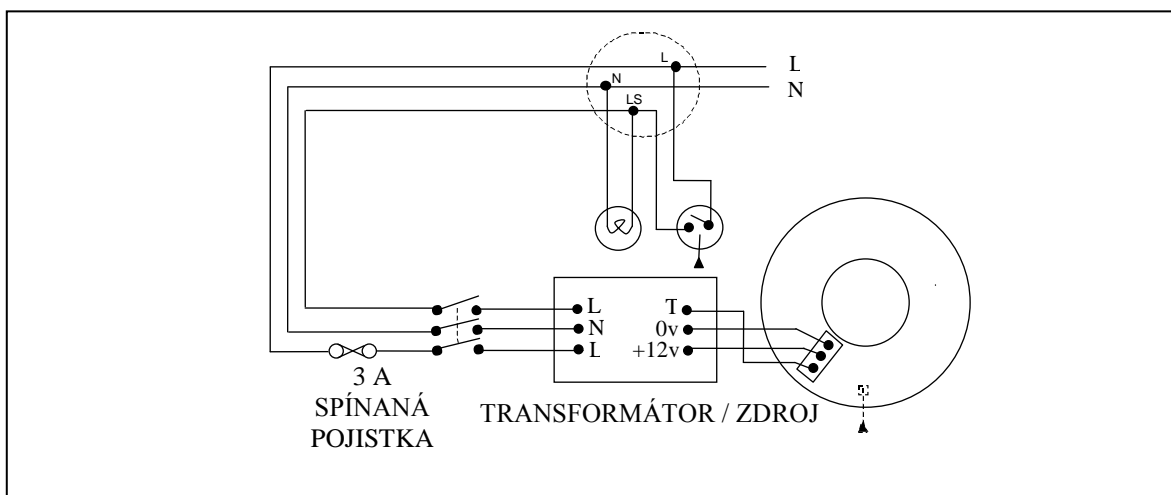 L
L
N
N
LS
L
T
N
0v
L
+12v
3 A
SPÍNANÁ
POJISTKA
TRANSFORMÁTOR / ZDROJ